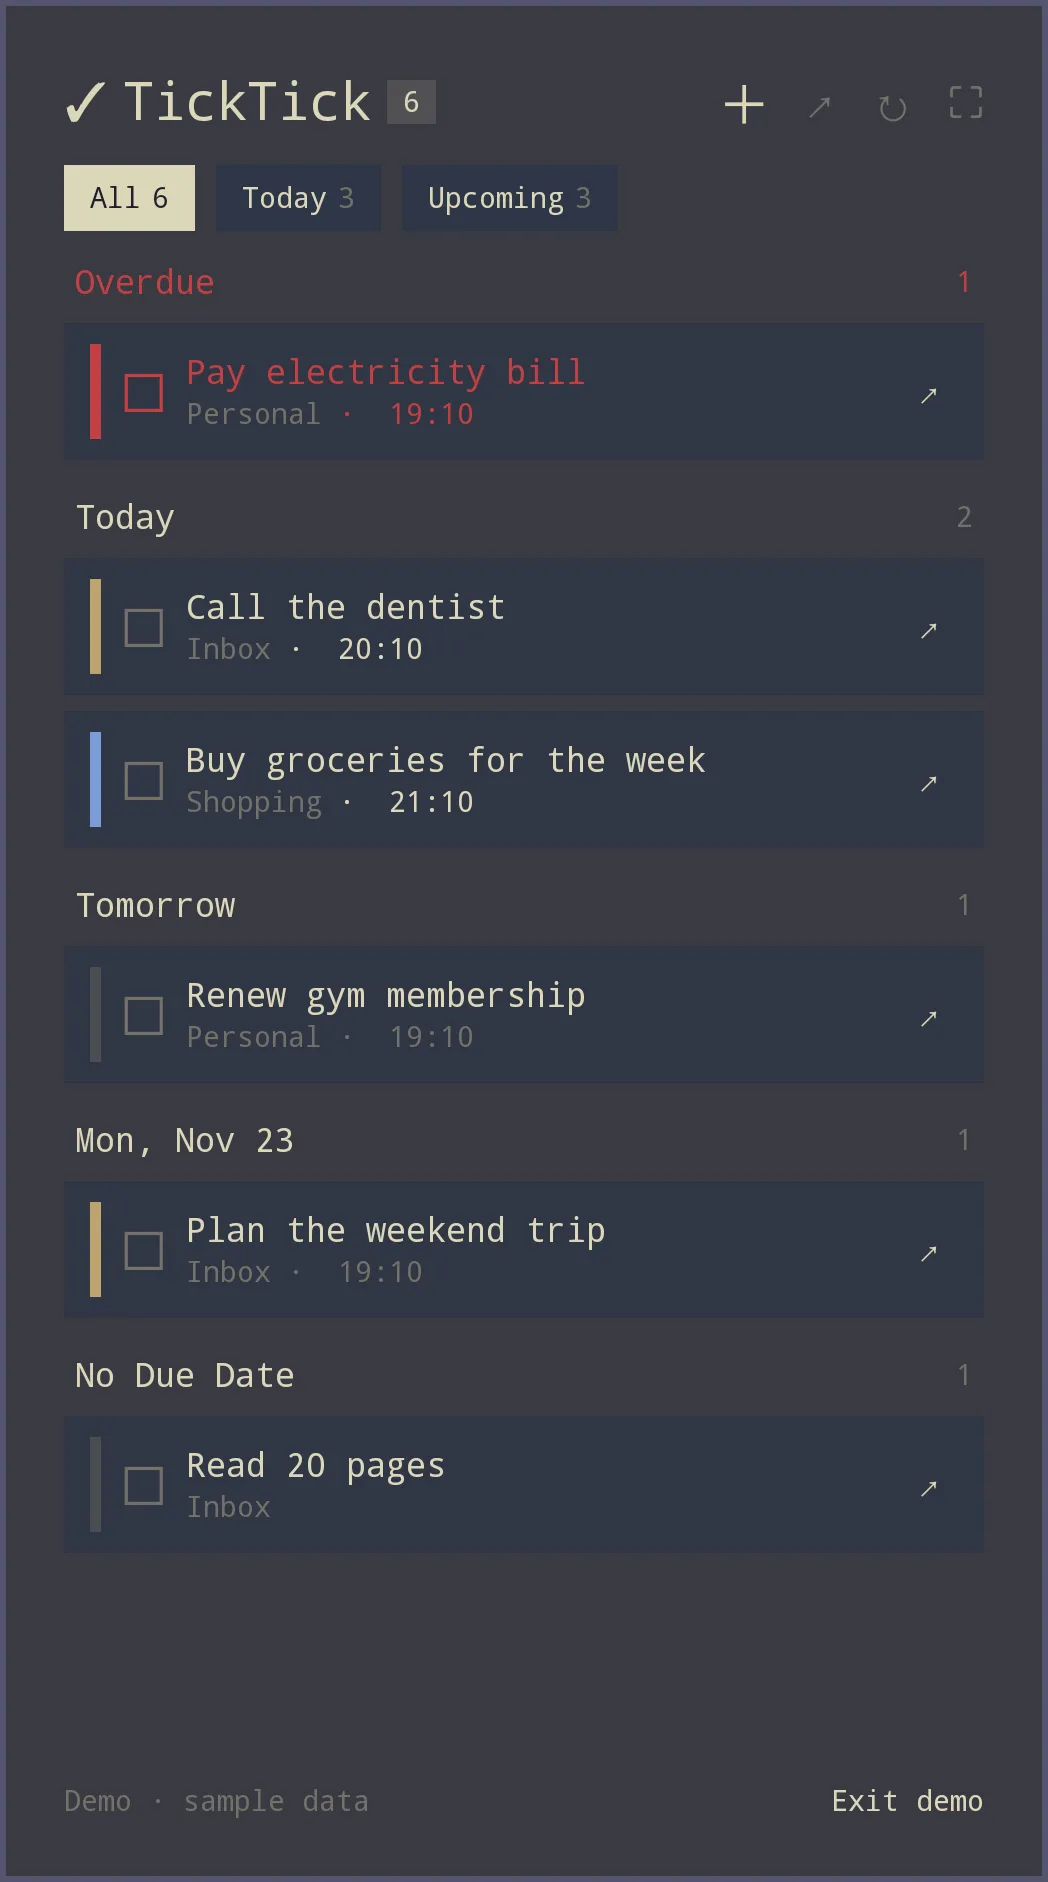 ✓ TickTick 6
All 6 Today 3 Upcoming 3
Overdue 1
Pay electricity bill
Personal · 19:10
Today 2
Call the dentist
Inbox · 20:10
Buy groceries for the week
Shopping · 21:10
Tomorrow 1
Renew gym membership
Personal · 19:10
Mon, Nov 23 1
Plan the weekend trip
Inbox · 19:10
No Due Date 1
Read 20 pages
Inbox
Demo · sample data Exit demo